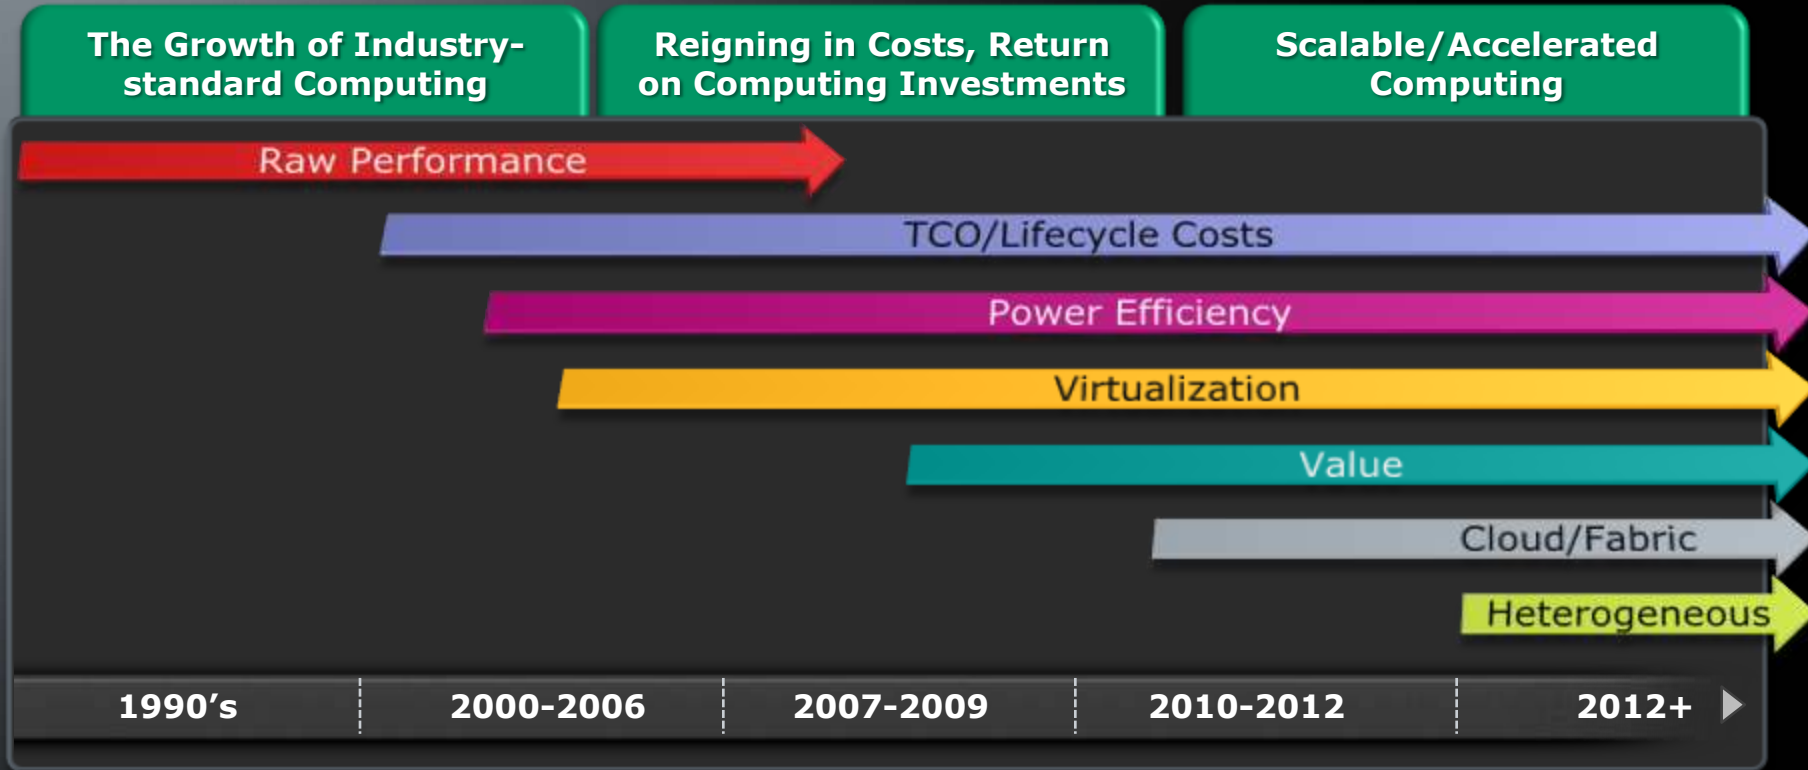 The Growth of Industry-
standard Computing
Reigning in Costs, Return
on Computing Investments
Scalable/Accelerated
Computing
Raw Performance
TCO/Lifecycle Costs
Power Efficiency
Virtualization
Value
Cloud/Fabric
Heterogeneous
1990’s
2000-2006
2007-2009
2010-2012
2012+